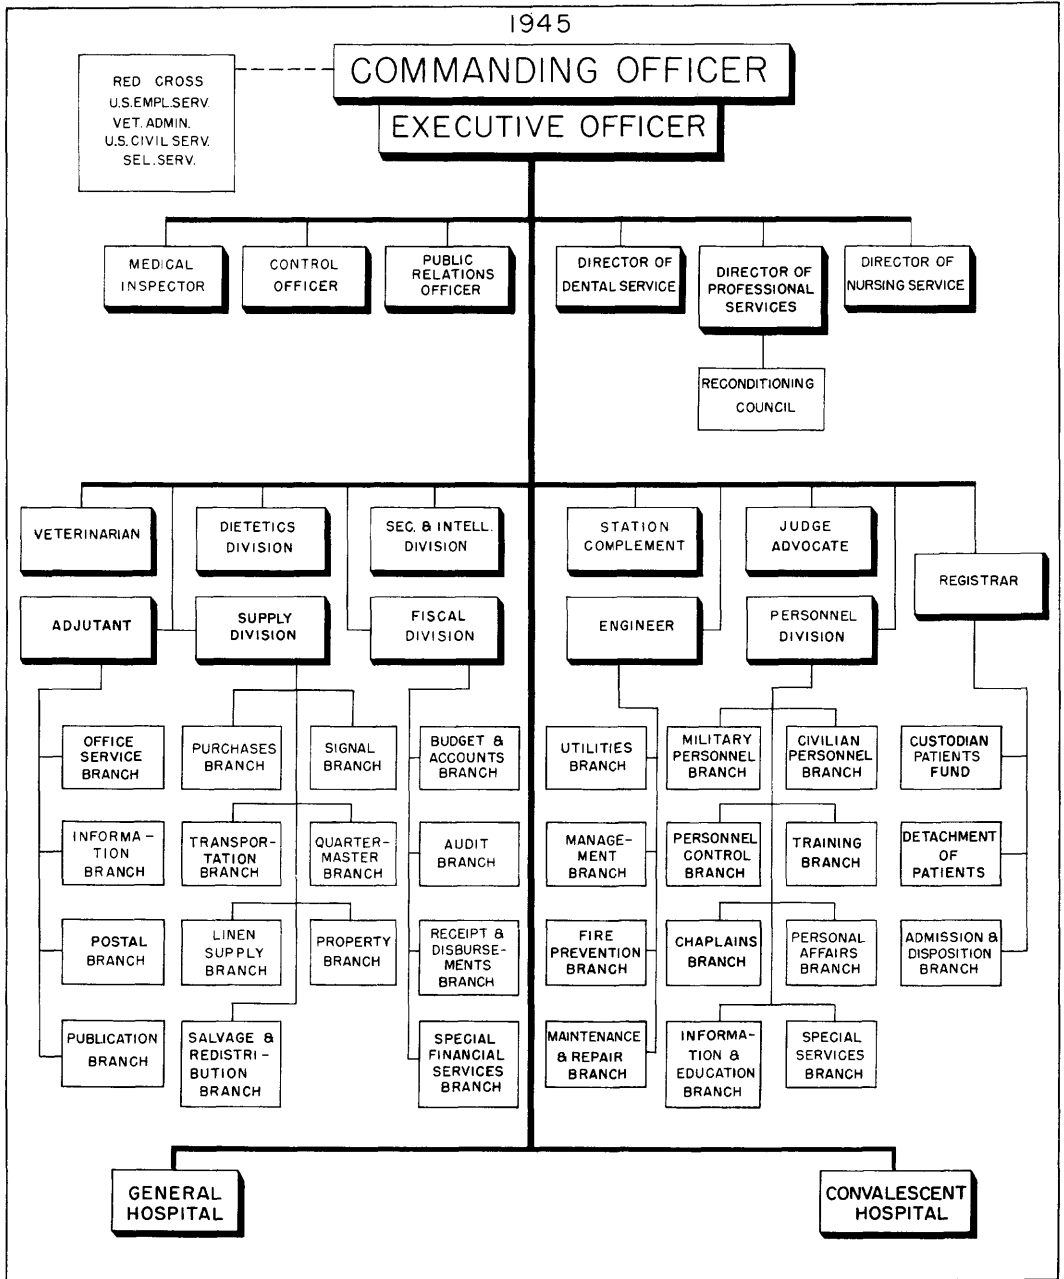 1945
COMMANDING OFFICER
EXECUTIVE OFFICER
RED CROSS
U.S. EMPL. SERV.
VET. ADMIN.
U.S. CIVIL SERV.
SEL. SERV.
MEDICAL
INSPECTOR
CONTROL
OFFICER
PUBLIC
RELATIONS
OFFICER
DIRECTOR OF
DENTAL SERVICE
DIRECTOR OF
PROFESSIONAL
SERVICES
DIRECTOR OF
NURSING SERVICE
RECONDITIONING
COUNCIL
VETERINARIAN
DIETETICS
DIVISION
SEC. & INTELL.
DIVISION
STATION
COMPLEMENT
JUDGE
ADVOCATE
REGISTRAR
ADJUTANT
SUPPLY
DIVISION
FISCAL
DIVISION
ENGINEER
PERSONNEL
DIVISION
OFFICE
SERVICE
BRANCH
PURCHASES
BRANCH
SIGNAL
BRANCH
BUDGET &
ACCOUNTS
BRANCH
UTILITIES
BRANCH
MILITARY
PERSONNEL
BRANCH
CIVILIAN
PERSONNEL
BRANCH
CUSTODIAN
PATIENTS
FUND
INFORMA-
TION
BRANCH
TRANSPOR-
TATION
BRANCH
QUARTER-
MASTER
BRANCH
AUDIT
BRANCH
MANAGE-
MENT
BRANCH
PERSONNEL
CONTROL
BRANCH
TRAINING
BRANCH
DETACHMENT
OF
PATIENTS
POSTAL
BRANCH
LINEN
SUPPLY
BRANCH
PROPERTY
BRANCH
RECEIPT &
DISBURSE-
MENTS
BRANCH
FIRE
PREVENTION
BRANCH
CHAPLAINS
BRANCH
PERSONAL
AFFAIRS
BRANCH
ADMISSION &
DISPOSITION
BRANCH
PUBLICATION
BRANCH
SALVAGE &
REDISTRI-
BUTION
BRANCH
SPECIAL
FINANCIAL
SERVICES
BRANCH
MAINTENANCE
& REPAIR
BRANCH
INFORMA-
TION &
EDUCATION
BRANCH
SPECIAL
SERVICES
BRANCH
GENERAL
HOSPITAL
CONVALESCENT
HOSPITAL